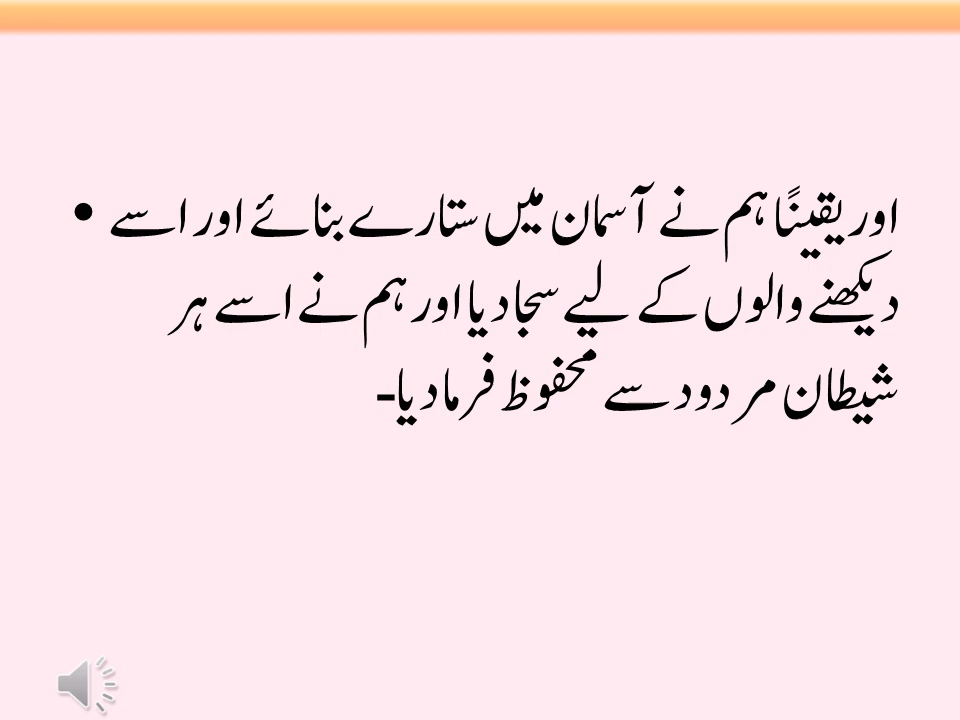 • اور یقینًا ہم نے آسمان میں ستارے بنائے اور اسے
دیکھنے والوں کے لیے سجا دیا اور ہم نے اسے ہر
شیطان مردود سے محفوظ فرما دیا-